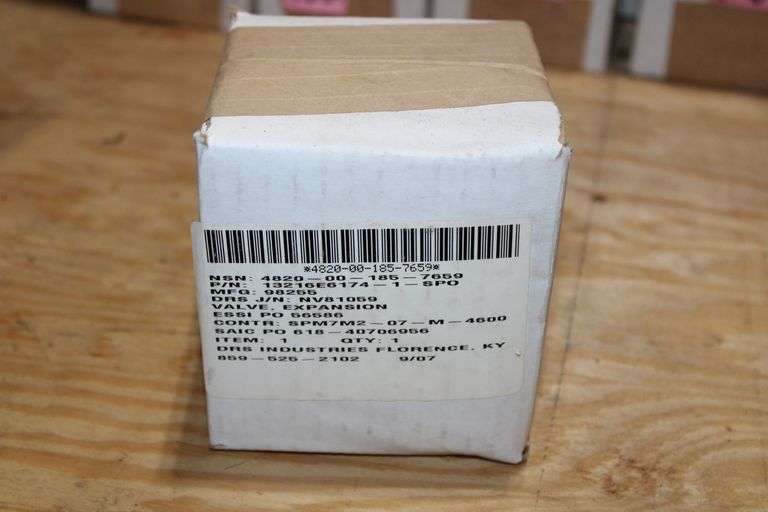 *4820-00-185-7659*
NSN: 4820-00-185-7659
P/N: 13216E6174-1-SPO
MFG: 98255
DRS J/N: NV81059
VALVE, EXPANSION
ESSI PO 56586
CONTR: SPM7M2-07-M-4600
SAIC PO 618-40706956
ITEM: 1 QTY: 1
DRS INDUSTRIES FLORENCE, KY
859-525-2102 9/07